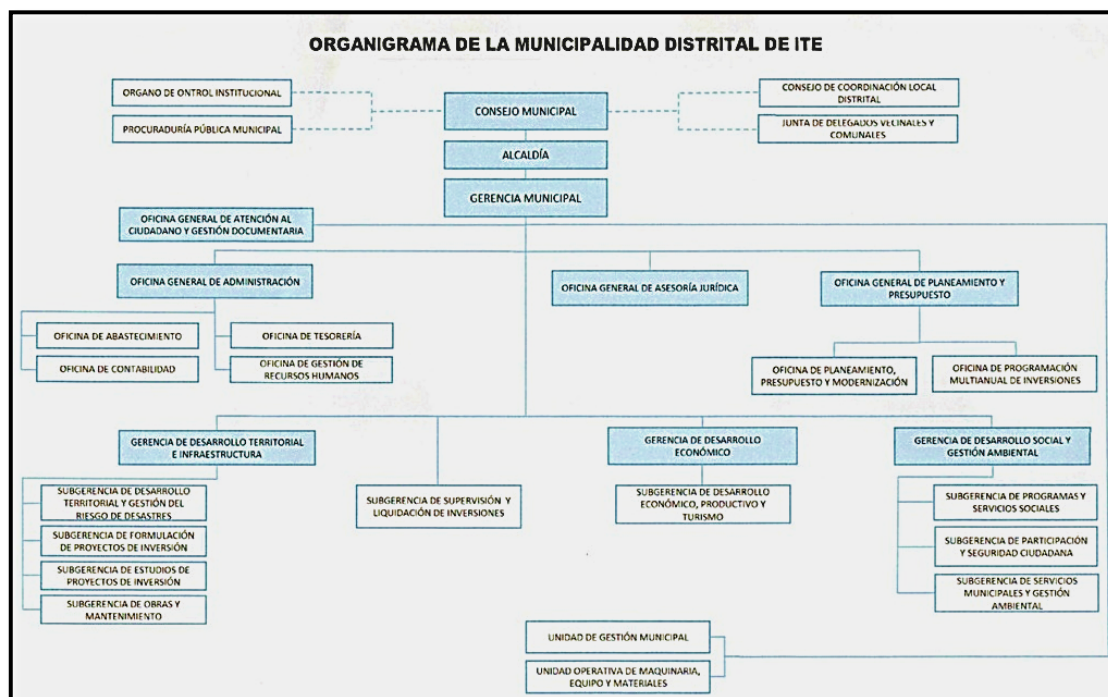 ORGANIGRAMA DE LA MUNICIPALIDAD DISTRITAL DE ITE
ORGANO DE ONTROL INSTITUCIONAL
PROCURADURÍA PÚBLICA MUNICIPAL
CONSEJO MUNICIPAL
CONSEJO DE COORDINACIÓN LOCAL
DISTRITAL
JUNTA DE DELEGADOS VECINALES Y
COMUNALES
ALCALDÍA
GERENCIA MUNICIPAL
OFICINA GENERAL DE ATENCIÓN AL
CIUDADANO Y GESTIÓN DOCUMENTARIA
OFICINA GENERAL DE ADMINISTRACIÓN
OFICINA GENERAL DE ASESORÍA JURÍDICA
OFICINA GENERAL DE PLANEAMIENTO Y
PRESUPUESTO
OFICINA DE ABASTECIMIENTO
OFICINA DE TESORERÍA
OFICINA DE CONTABILIDAD
OFICINA DE GESTIÓN DE
RECURSOS HUMANOS
OFICINA DE PLANEAMIENTO,
PRESUPUESTO Y MODERNIZACIÓN
OFICINA DE PROGRAMACIÓN
MULTIANUAL DE INVERSIONES
GERENCIA DE DESARROLLO TERRITORIAL
E INFRAESTRUCTURA
GERENCIA DE DESARROLLO
ECONÓMICO
GERENCIA DE DESARROLLO SOCIAL Y
GESTIÓN AMBIENTAL
SUBGERENCIA DE DESARROLLO
TERRITORIAL Y GESTIÓN DEL
RIESGO DE DESASTRES
SUBGERENCIA DE FORMULACIÓN
DE PROYECTOS DE INVERSIÓN
SUBGERENCIA DE ESTUDIOS DE
PROYECTOS DE INVERSIÓN
SUBGERENCIA DE OBRAS Y
MANTENIMIENTO
SUBGERENCIA DE SUPERVISIÓN Y
LIQUIDACIÓN DE INVERSIONES
SUBGERENCIA DE DESARROLLO
ECONÓMICO, PRODUCTIVO Y
TURISMO
SUBGERENCIA DE PROGRAMAS Y
SERVICIOS SOCIALES
SUBGERENCIA DE PARTICIPACIÓN
Y SEGURIDAD CIUDADANA
SUBGERENCIA DE SERVICIOS
MUNICIPALES Y GESTIÓN
AMBIENTAL
UNIDAD DE GESTIÓN MUNICIPAL
UNIDAD OPERATIVA DE MAQUINARIA,
EQUIPO Y MATERIALES